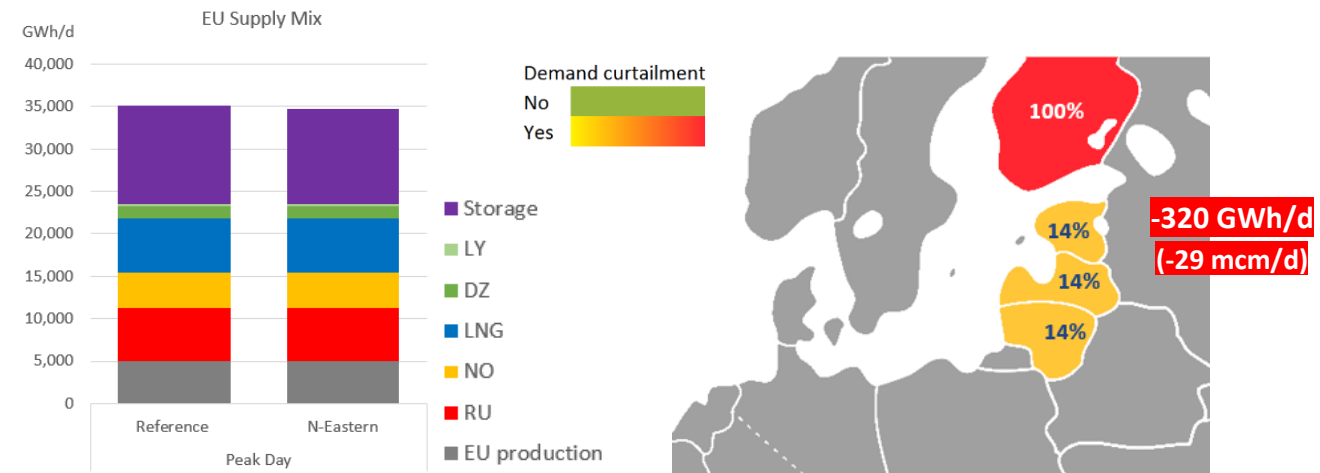 EU Supply Mix
GWh/d
40,000
35,000
30,000
25,000
20,000
15,000
10,000
5,000
0
Reference
N-Eastern
Peak Day
Storage
LY
DZ
LNG
NO
RU
EU production
Demand curtailment
No
Yes
100%
14%
14%
14%
-320 GWh/d
(-29 mcm/d)